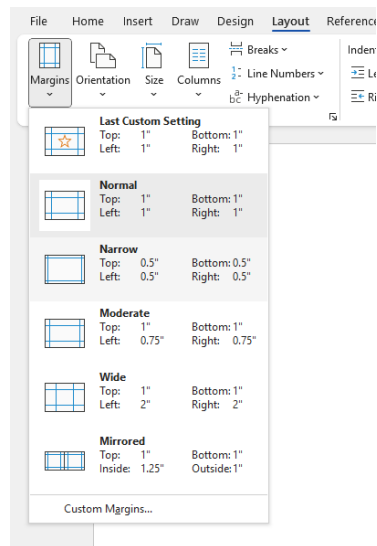 File Home Insert Draw Design Layout Reference
Margins Orientation Size Columns
Breaks
Line Numbers
Hyphenation
Inden
Le
Ri
Last Custom Setting
Top: 1" Bottom: 1"
Left: 1" Right: 1"
Normal
Top: 1" Bottom: 1"
Left: 1" Right: 1"
Narrow
Top: 0.5" Bottom: 0.5"
Left: 0.5" Right: 0.5"
Moderate
Top: 1" Bottom: 1"
Left: 0.75" Right: 0.75"
Wide
Top: 1" Bottom: 1"
Left: 2" Right: 2"
Mirrored
Top: 1" Bottom: 1"
Inside: 1.25" Outside: 1"
Custom Margins...